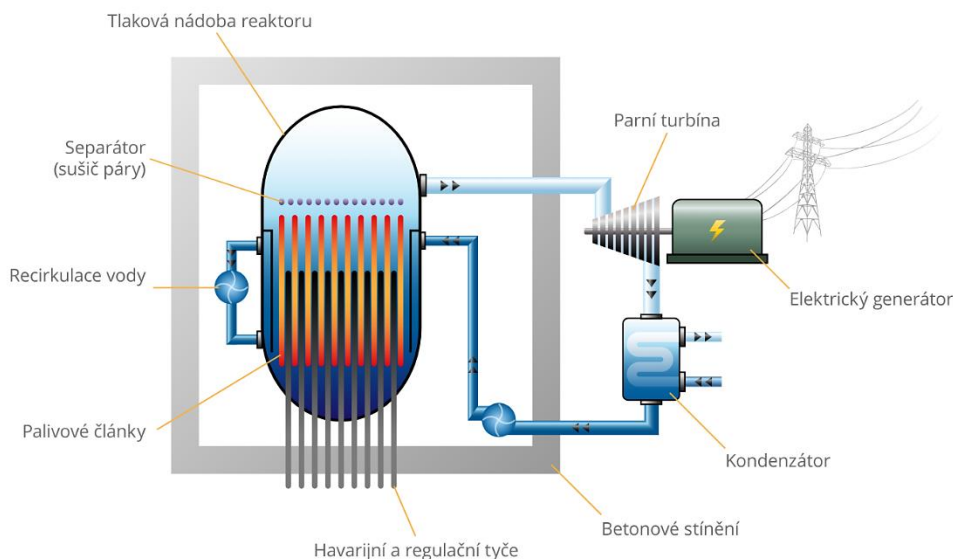 Tlaková nádoba reaktoru
Parní turbína
Separátor
(sušič páry)
Recirkulace vody
Elektrický generátor
Palivové články
Kondenzátor
Betonové stínění
Havarijní a regulační tyče